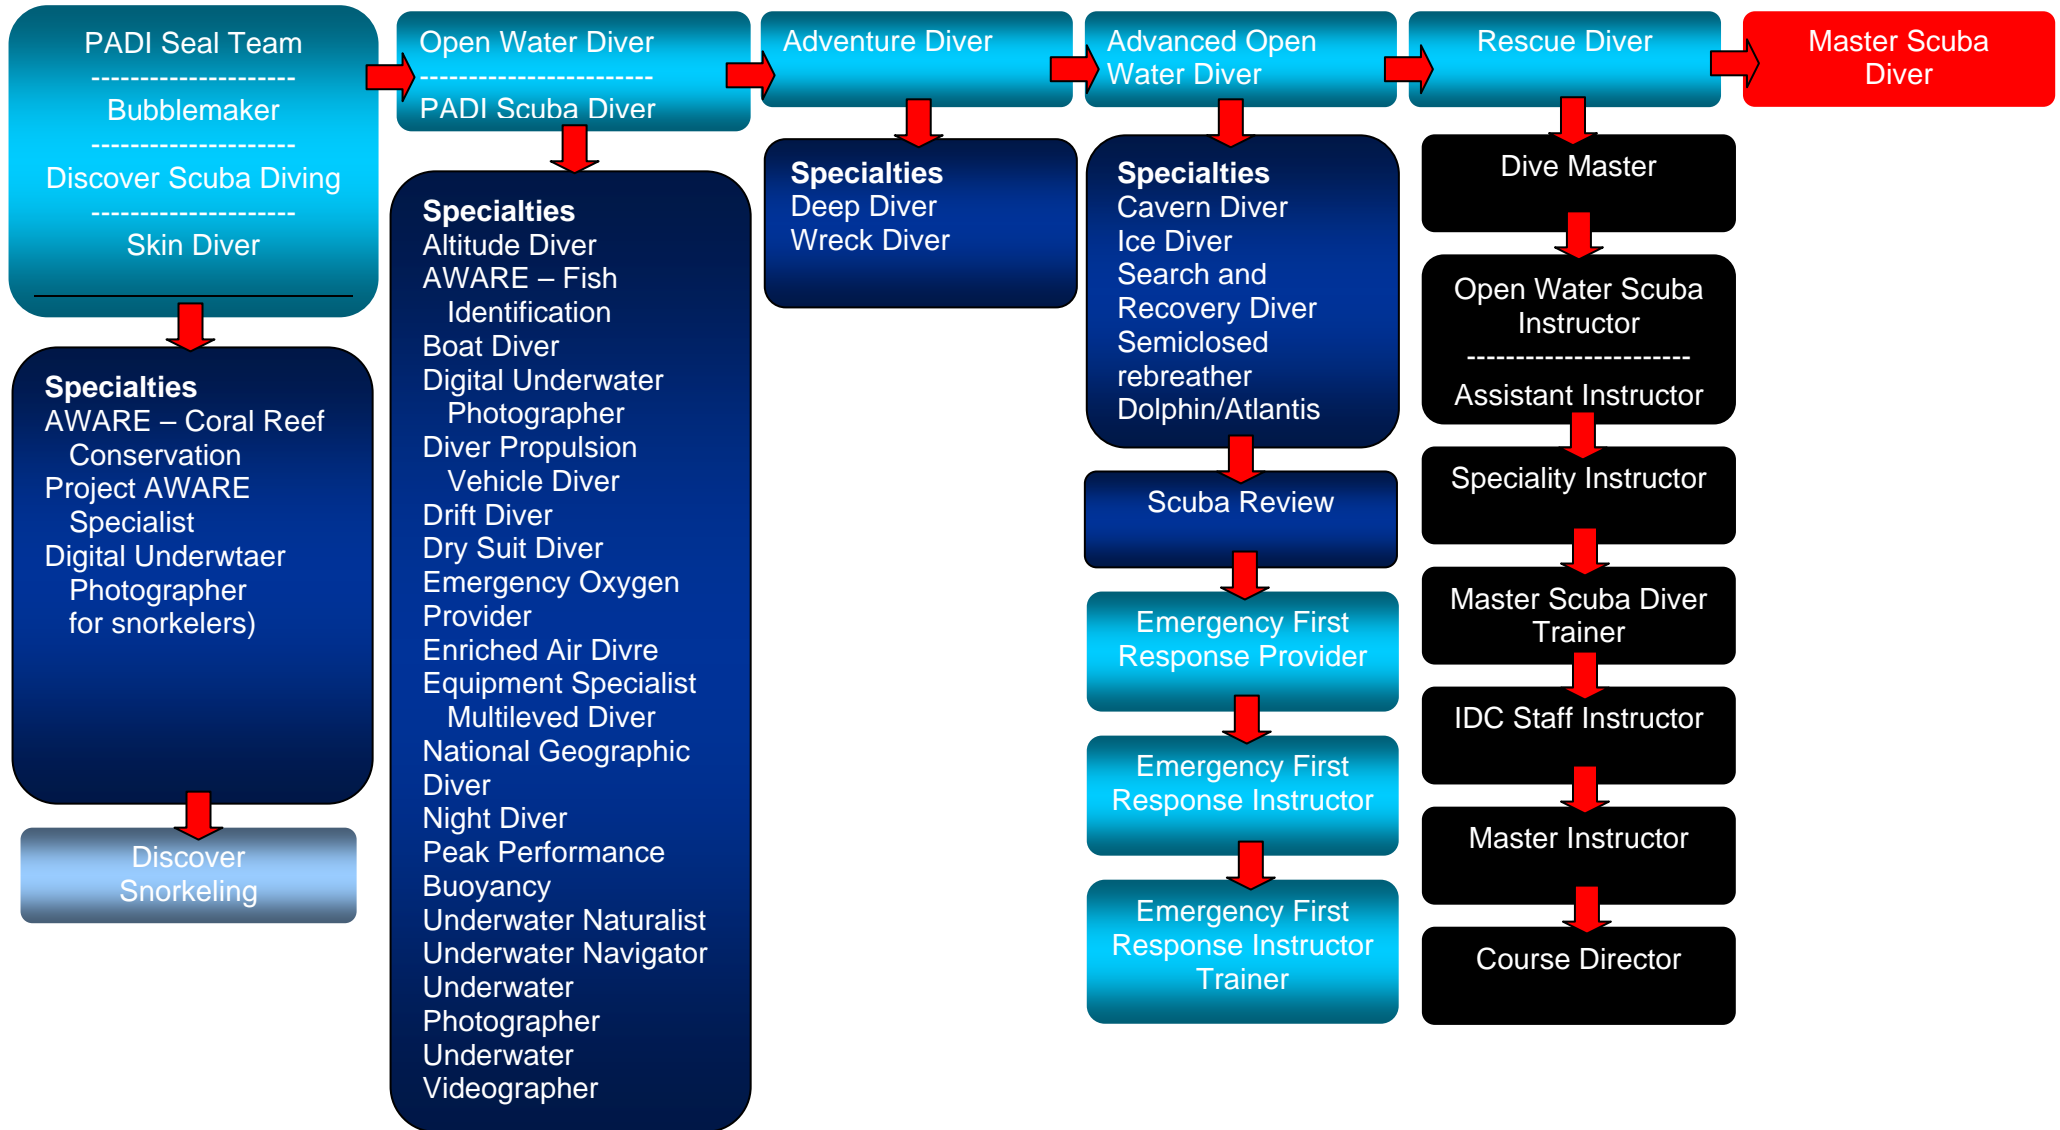 PADI Seal Team
---------------------
Bubblemaker
---------------------
Discover Scuba Diving
---------------------
Skin Diver
Specialties
AWARE – Coral Reef
Conservation
Project AWARE
Specialist
Digital Underwtaer
Photographer
for snorkelers)
Discover
Snorkeling
Open Water Diver
------------------------
PADI Scuba Diver
Specialties
Altitude Diver
AWARE – Fish
Identification
Boat Diver
Digital Underwater
Photographer
Diver Propulsion
Vehicle Diver
Drift Diver
Dry Suit Diver
Emergency Oxygen
Provider
Enriched Air Divre
Equipment Specialist
Multileved Diver
National Geographic
Diver
Night Diver
Peak Performance
Buoyancy
Underwater Naturalist
Underwater Navigator
Underwater
Photographer
Underwater
Videographer
Adventure Diver
Specialties
Deep Diver
Wreck Diver
Advanced Open
Water Diver
Specialties
Cavern Diver
Ice Diver
Search and
Recovery Diver
Semiclosed
rebreather
Dolphin/Atlantis
Scuba Review
Emergency First
Response Provider
Emergency First
Response Instructor
Emergency First
Response Instructor
Trainer
Rescue Diver
Dive Master
Open Water Scuba
Instructor
-----------------------
Assistant Instructor
Speciality Instructor
Master Scuba Diver
Trainer
IDC Staff Instructor
Master Instructor
Course Director
Master Scuba
Diver